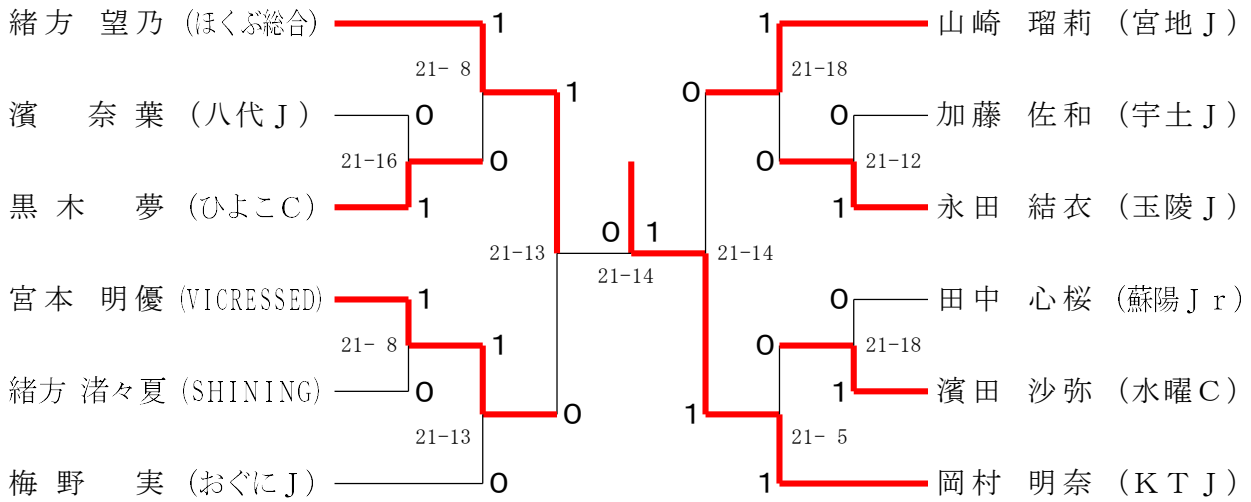 緒方 望乃 (ほくぶ総合) 1 1 山崎 瑠莉 (宮地Ｊ)
21- 8 21-18
1 0
濱 奈葉 (八代Ｊ) 0 0 加藤 佐和 (宇土Ｊ)
21-16 0 0 21-12
黒木 夢 (ひよこＣ) 1 1 永田 結衣 (玉陵Ｊ)
0 1
21-13 21-14 21-14
宮本 明優 (VICRESSED) 1 0 田中 心桜 (蘇陽Ｊｒ)
21- 8 1 0 21-18
緒方 渚々夏 (SHINING) 0 1 濱田 沙弥 (水曜Ｃ)
0 1
21-13 21- 5
梅野 実 (おぐにＪ) 0 1 岡村 明奈 (ＫＴＪ)